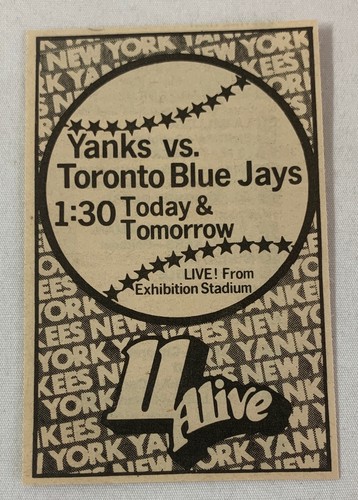 Yanks vs.
Toronto Blue Jays
1:30 Today &
Tomorrow
LIVE! From
Exhibition Stadium
11 Alive